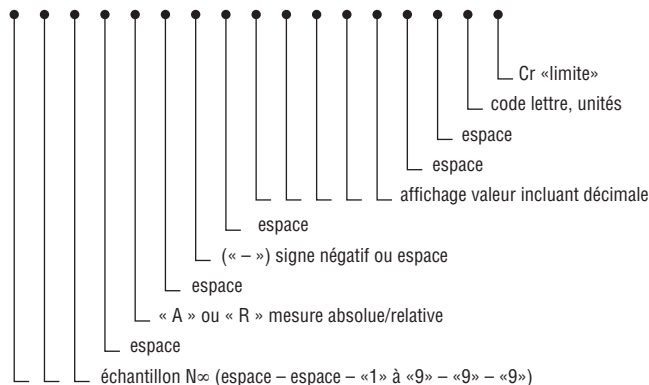 Cr «limite»
code lettre, unités
espace
espace
affichage valeur incluant décimale
espace
(« – ») signe négatif ou espace
espace
« A » ou « R » mesure absolue/relative
espace
échantillon N∞ (espace – espace – «1» à «9» – «9» – «9»)